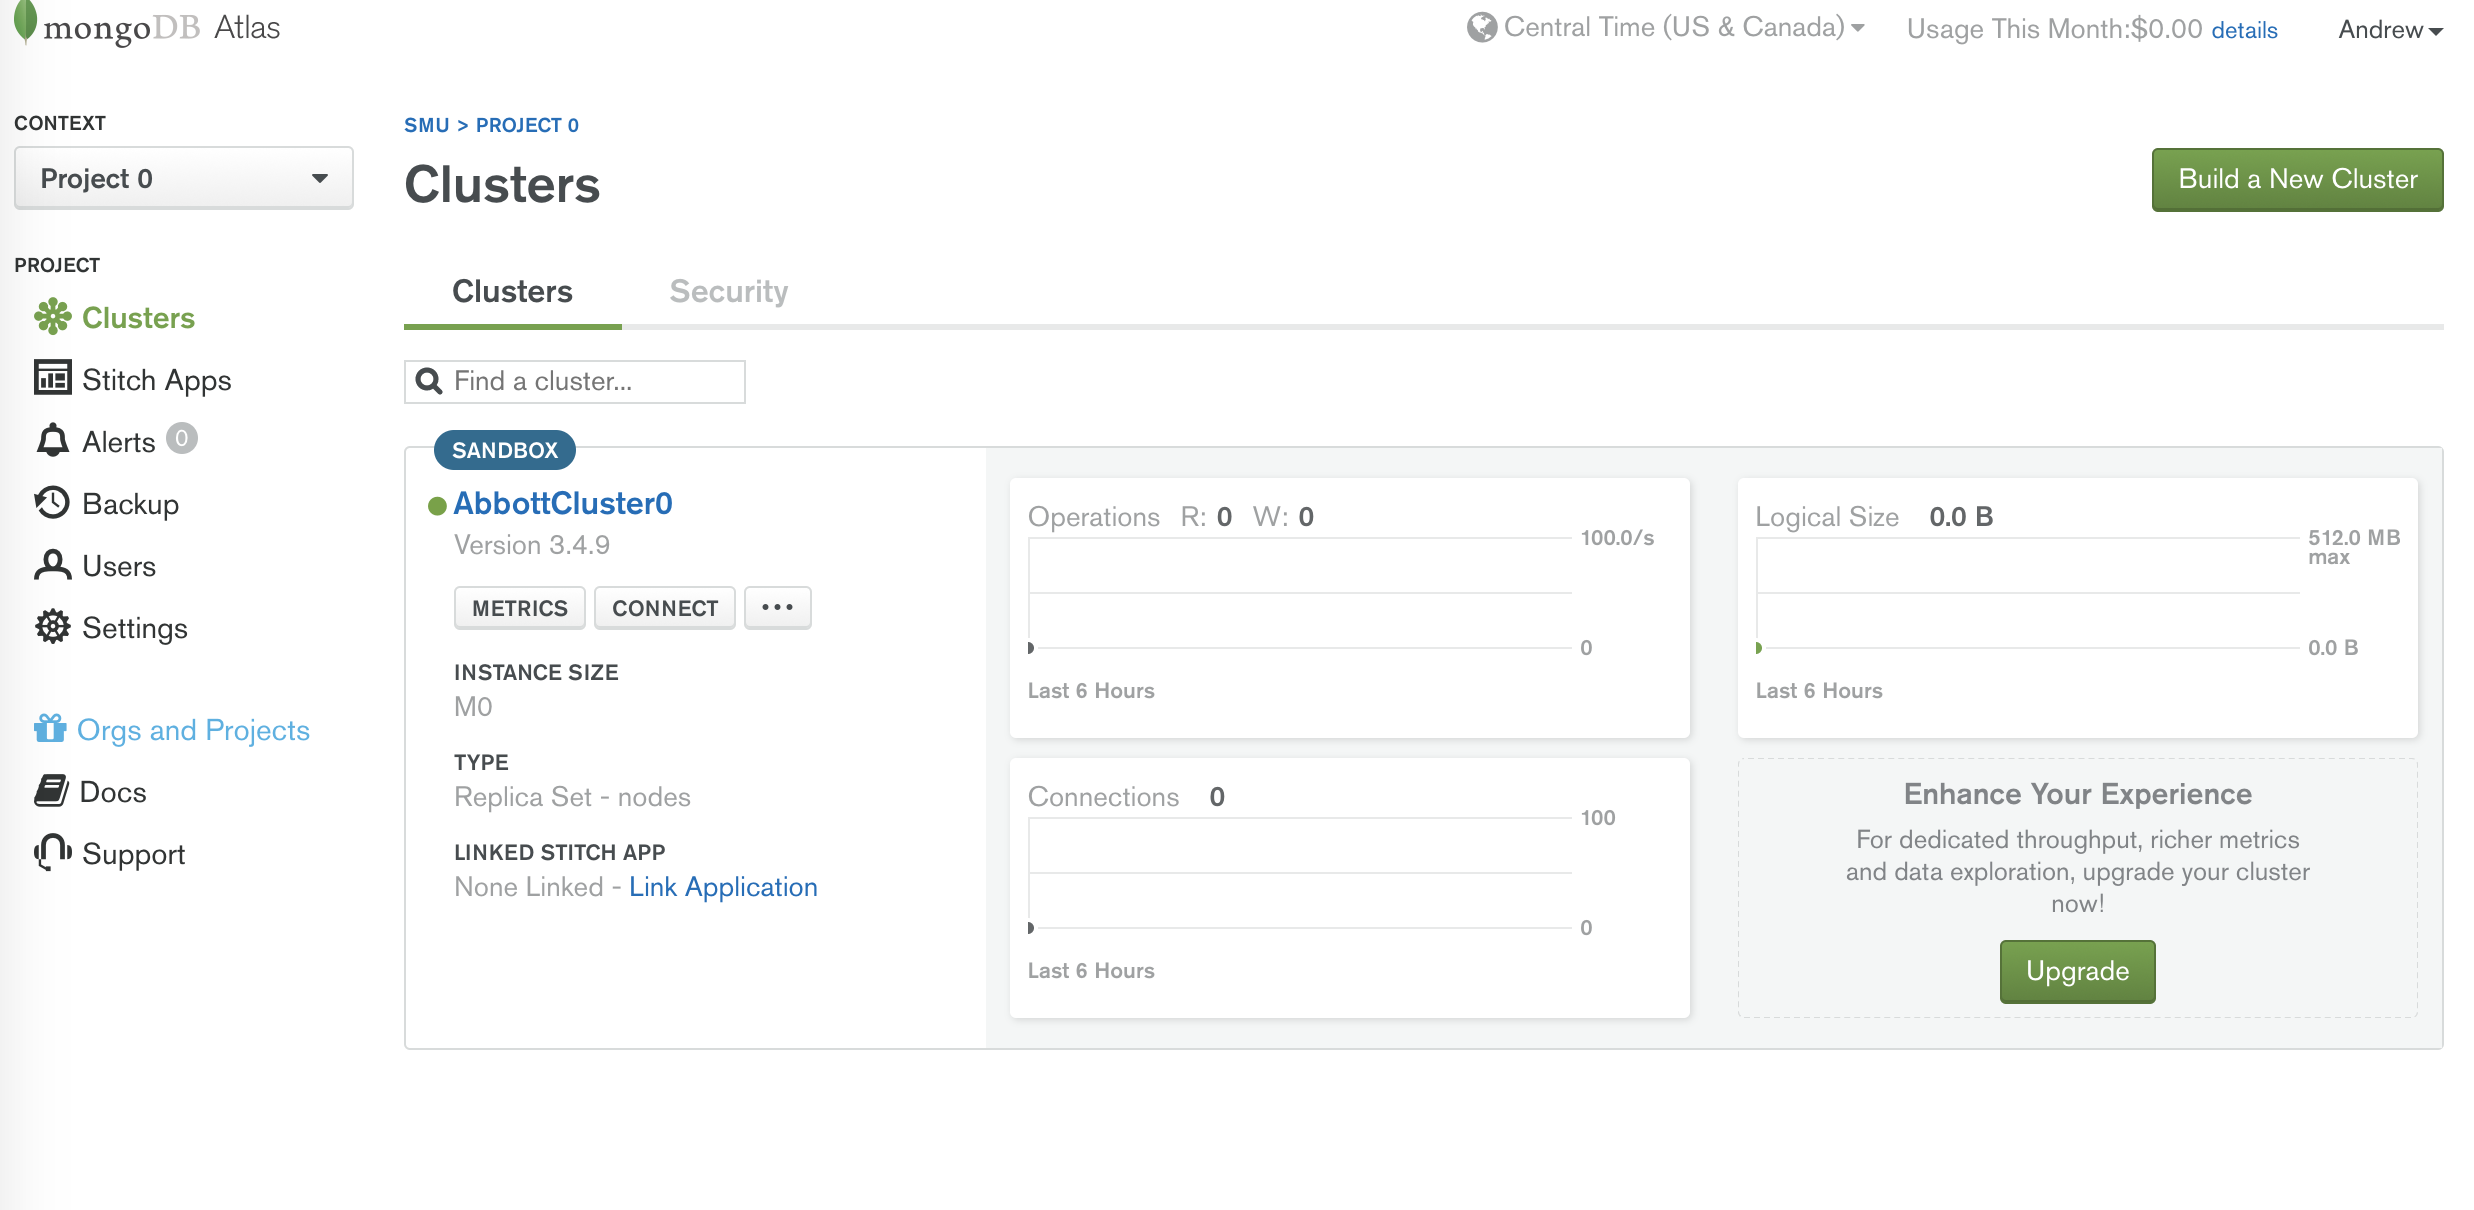 mongoDB Atlas
Central Time (US & Canada)
Usage This Month:$0.00 details
Andrew
CONTEXT
Project 0
PROJECT
Clusters
Stitch Apps
Alerts 0
Backup
Users
Settings
Orgs and Projects
Docs
Support
SMU > PROJECT 0
Clusters
Build a New Cluster
Clusters
Security
Find a cluster...
SANDBOX
AbbottCluster0
Version 3.4.9
METRICS
CONNECT
...
INSTANCE SIZE
M0
TYPE
Replica Set - nodes
LINKED STITCH APP
None Linked - Link Application
Operations R: 0 W: 0
100.0/s
0
Last 6 Hours
Logical Size 0.0 B
512.0 MB
max
0.0 B
Last 6 Hours
Connections 0
100
0
Last 6 Hours
Enhance Your Experience
For dedicated throughput, richer metrics
and data exploration, upgrade your cluster
now!
Upgrade